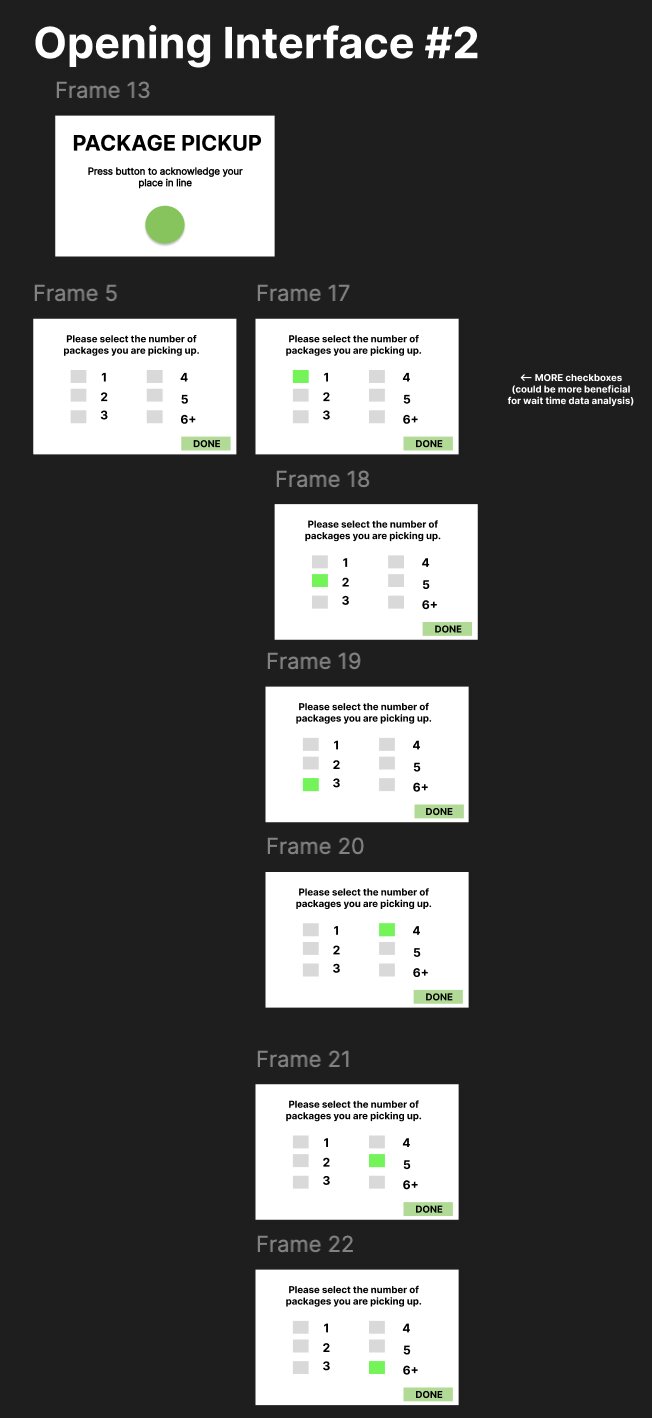 Opening Interface #2
Frame 13
PACKAGE PICKUP
Press button to acknowledge your
place in line
Frame 5
Please select the number of
packages you are picking up.
1 4
2 5
3 6+
DONE
Frame 17
Please select the number of
packages you are picking up.
1 4
2 5
3 6+
DONE
<— MORE checkboxes
(could be more beneficial
for wait time data analysis)
Frame 18
Please select the number of
packages you are picking up.
1 4
2 5
3 6+
DONE
Frame 19
Please select the number of
packages you are picking up.
1 4
2 5
3 6+
DONE
Frame 20
Please select the number of
packages you are picking up.
1 4
2 5
3 6+
DONE
Frame 21
Please select the number of
packages you are picking up.
1 4
2 5
3 6+
DONE
Frame 22
Please select the number of
packages you are picking up.
1 4
2 5
3 6+
DONE